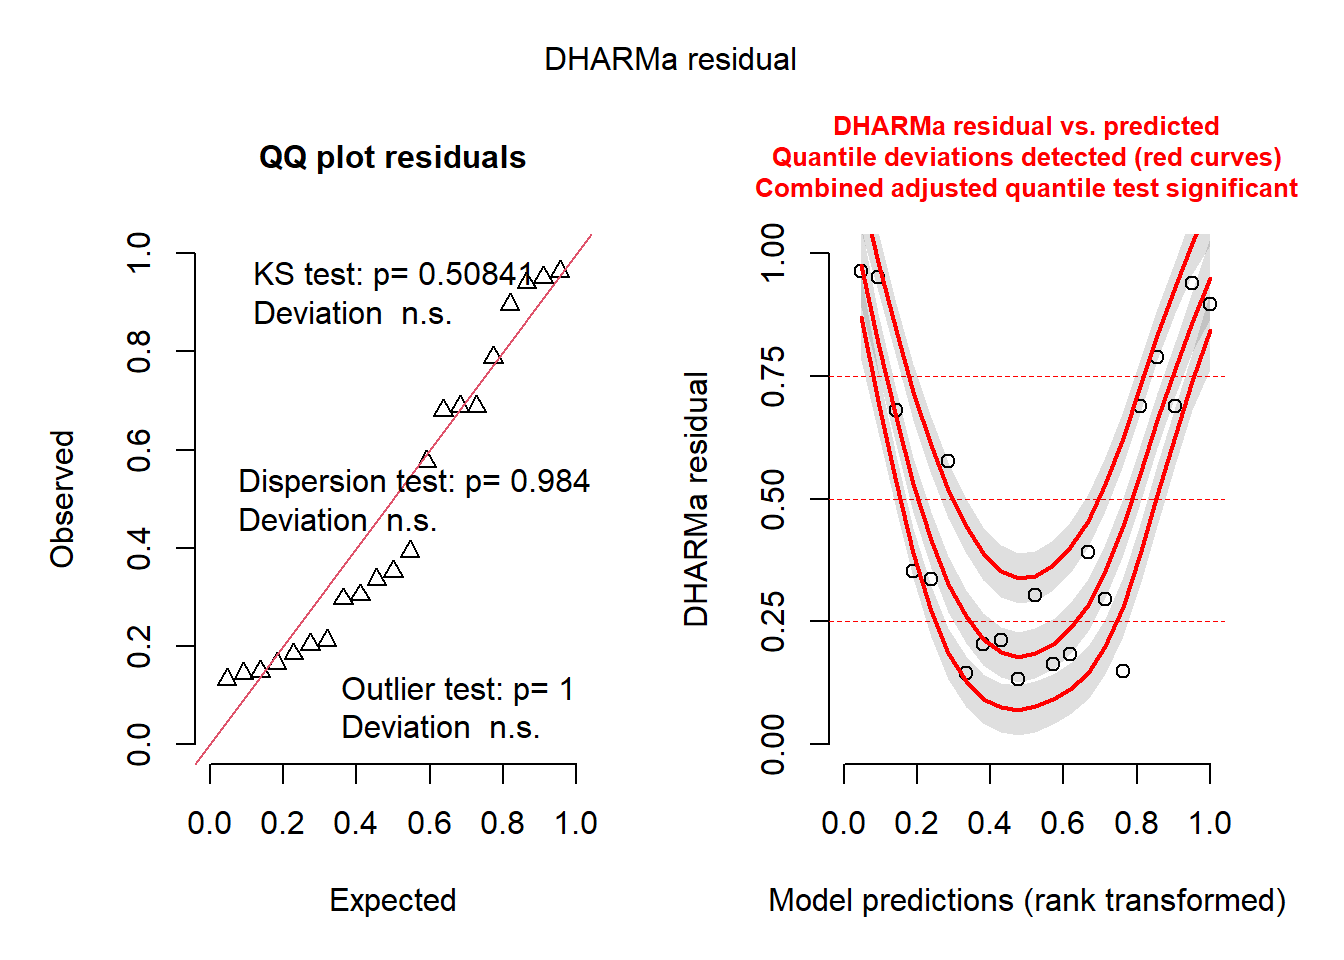 DHARMa residual
QQ plot residuals
KS test: p= 0.50841
Deviation  n.s.
Dispersion test: p= 0.984
Deviation  n.s.
Outlier test: p= 1
Deviation  n.s.
Observed
0.0 0.2 0.4 0.6 0.8 1.0
0.0 0.2 0.4 0.6 0.8 1.0
Expected
DHARMa residual vs. predicted
Quantile deviations detected (red curves)
Combined adjusted quantile test significant
DHARMa residual
0.00 0.25 0.50 0.75 1.00
0.0 0.2 0.4 0.6 0.8 1.0
Model predictions (rank transformed)